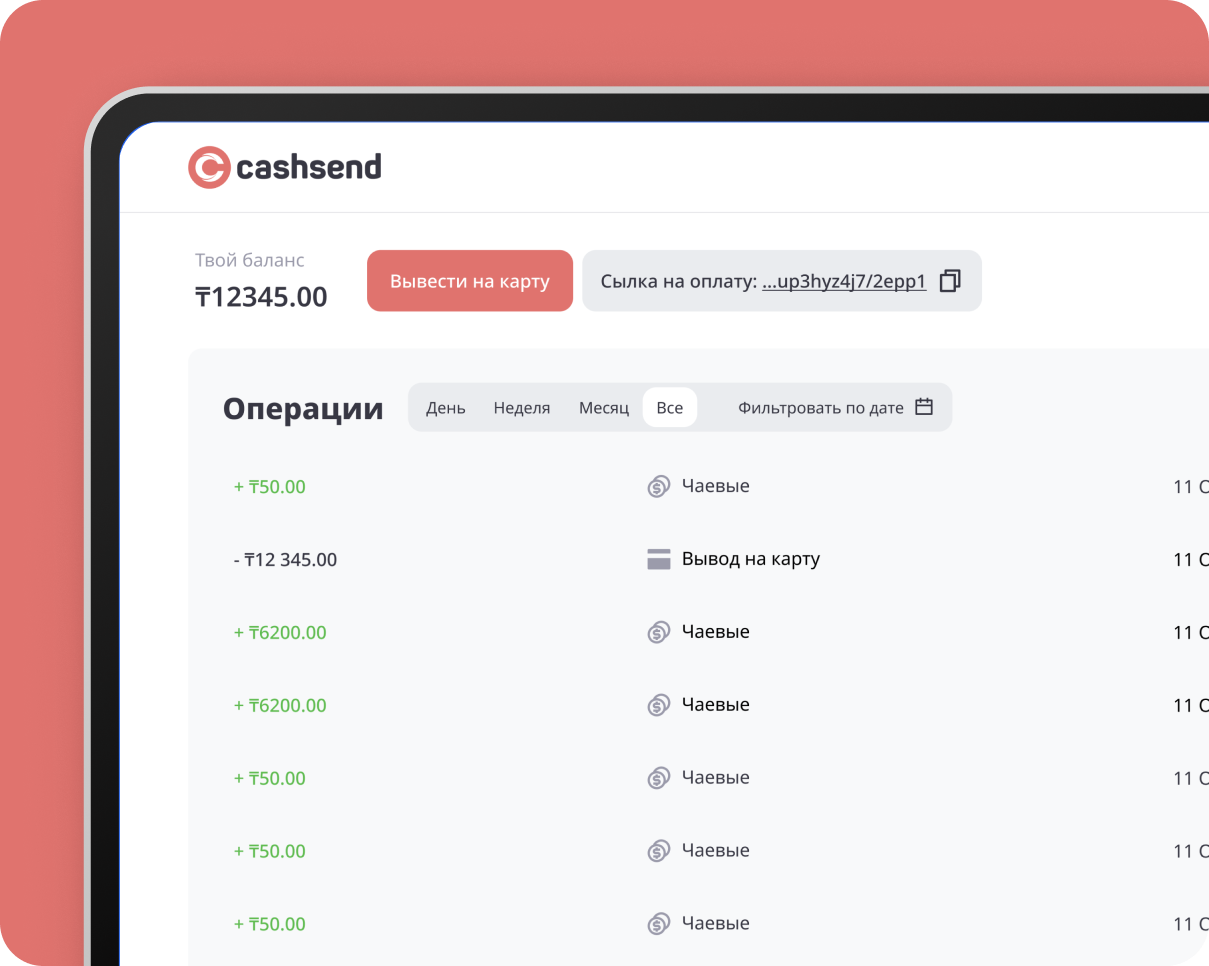 cashsend
Твой баланс
₸12345.00
Вывести на карту
Сылка на оплату: ...up3hyz4j7/2epp1
Операции
День Неделя Месяц Все Фильтровать по дате
+ ₸50.00 Чаевые 11
- ₸12 345.00 Вывод на карту 11
+ ₸6200.00 Чаевые 11
+ ₸6200.00 Чаевые 11
+ ₸50.00 Чаевые 11
+ ₸50.00 Чаевые 11
+ ₸50.00 Чаевые 11